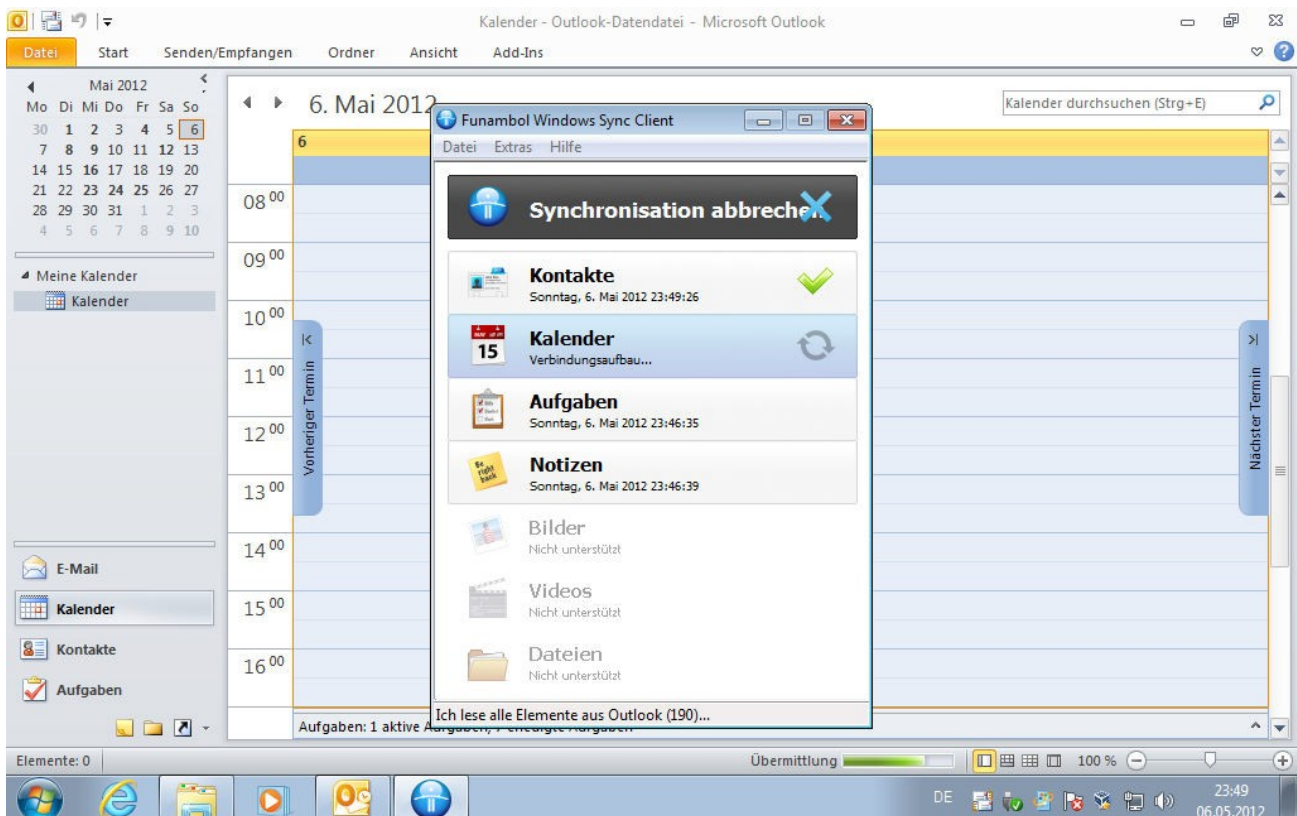 Kalender - Outlook-Datendatei - Microsoft Outlook
Datei Start Senden/Empfangen Ordner Ansicht Add-Ins
Mai 2012
Mo Di Mi Do Fr Sa So
30 1 2 3 4 5 6
7 8 9 10 11 12 13
14 15 16 17 18 19 20
21 22 23 24 25 26 27
28 29 30 31 1 2 3
4 5 6 7 8 9 10
Meine Kalender
Kalender
E-Mail
Kalender
Kontakte
Aufgaben
6. Mai 2012
Kalender durchsuchen (Strg+E)
6
08 00
09 00
10 00
11 00
12 00
13 00
14 00
15 00
16 00
Vorheriger Termin
Nächster Termin
Funambol Windows Sync Client
Datei Extras Hilfe
Synchronisation abbrechen
Kontakte
Sonntag, 6. Mai 2012 23:49:26
15
Kalender
Verbindungsaufbau...
Aufgaben
Sonntag, 6. Mai 2012 23:46:35
Be right back
Notizen
Sonntag, 6. Mai 2012 23:46:39
Bilder
Nicht unterstützt
Videos
Nicht unterstützt
Dateien
Nicht unterstützt
Ich lese alle Elemente aus Outlook (190)...
Aufgaben: 1 aktive Aufgaben, 7 erledigte Aufgaben
Elemente: 0
Übermittlung
100 %
DE
23:49
06.05.2012